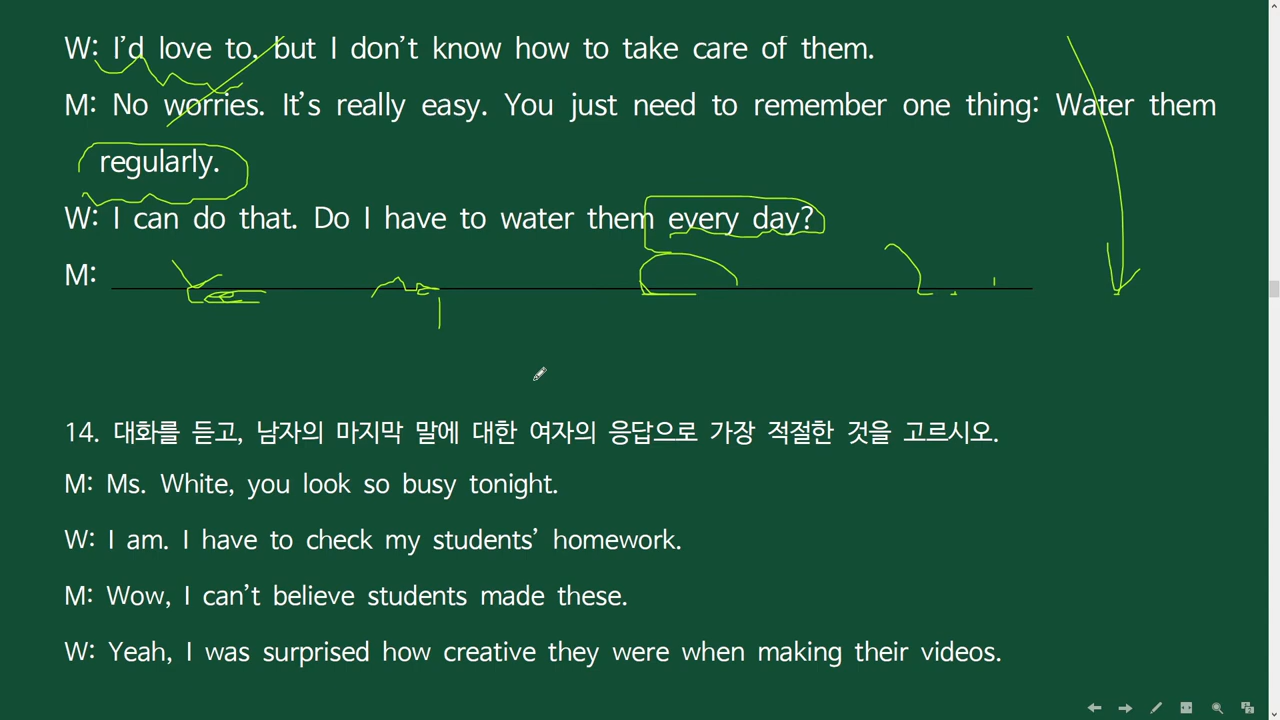 W: I'd love to, but I don't know how to take care of them.
M: No worries. It's really easy. You just need to remember one thing: Water them
regularly.
W: I can do that. Do I have to water them every day?
M:
14. 대화를 듣고, 남자의 마지막 말에 대한 여자의 응답으로 가장 적절한 것을 고르시오.
M: Ms. White, you look so busy tonight.
W: I am. I have to check my students' homework.
M: Wow, I can't believe students made these.
W: Yeah, I was surprised how creative they were when making their videos.